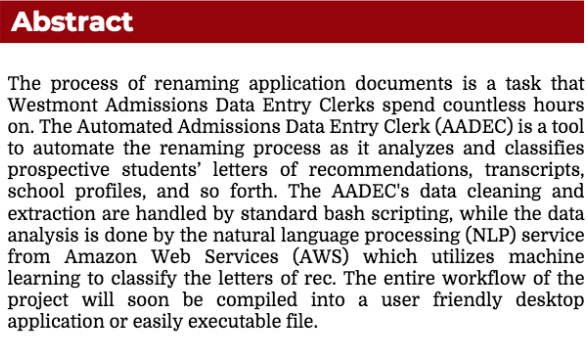 Abstract
The process of renaming application documents is a task that
Westmont Admissions Data Entry Clerks spend countless hours
on. The Automated Admissions Data Entry Clerk (AADEC) is a tool
to automate the renaming process as it analyzes and classifies
prospective students’ letters of recommendations, transcripts,
school profiles, and so forth. The AADEC's data cleaning and
extraction are handled by standard bash scripting, while the data
analysis is done by the natural language processing (NLP) service
from Amazon Web Services (AWS) which utilizes machine
learning to classify the letters of rec. The entire workflow of the
project will soon be compiled into a user friendly desktop
application or easily executable file.